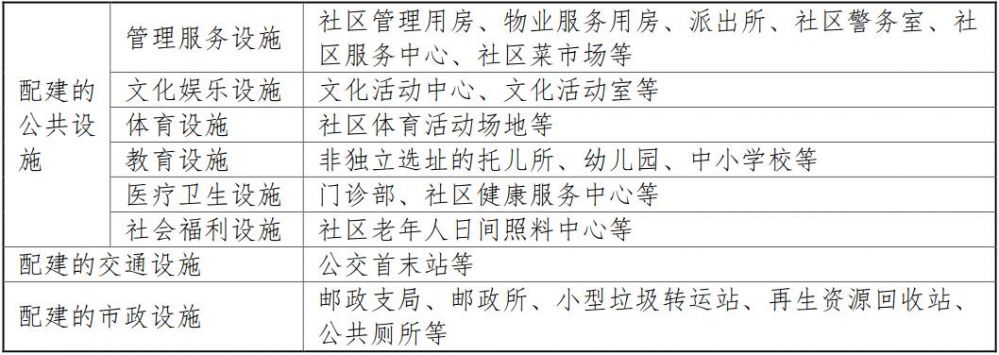 配建的
公共设
施
管理服务设施
社区管理用房、物业服务用房、派出所、社区警务室、社
区服务中心、社区菜市场等
文化娱乐设施
文化活动中心、文化活动室等
体育设施
社区体育活动场地等
教育设施
非独立选址的托儿所、幼儿园、中小学校等
医疗卫生设施
门诊部、社区健康服务中心等
社会福利设施
社区老年人日间照料中心等
配建的交通设施
公交首末站等
配建的市政设施
邮政支局、邮政所、小型垃圾转运站、再生资源回收站、
公共厕所等